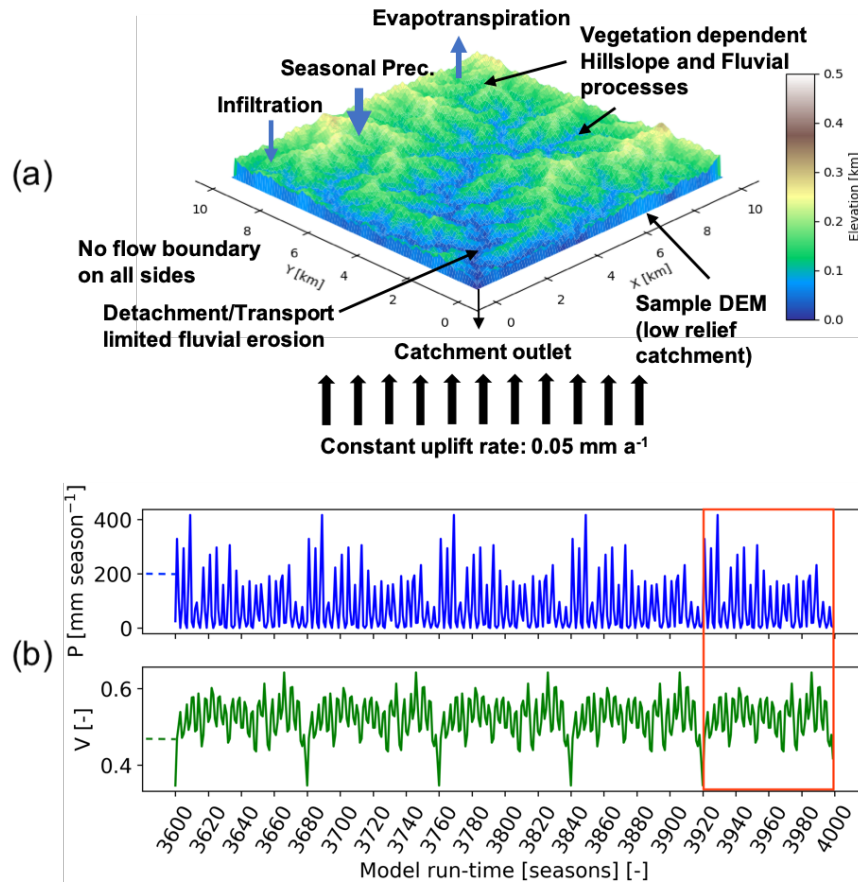 (a)
Evapotranspiration
Vegetation dependent
Hillslope and Fluvial
processes
Seasonal Prec.
Infiltration
0.5
0.4
0.3
0.2
0.1
0.0
Elevation [km]
10
8
6
4
2
0
Y [km]
0
2
4
6
8
10
X [km]
No flow boundary
on all sides
Detachment/Transport
limited fluvial erosion
Sample DEM
(low relief
catchment)
Catchment outlet
Constant uplift rate: 0.05 mm a⁻¹
(b)
P [mm season⁻¹]
400
200
0
V [-]
0.6
0.4
3600
3620
3640
3660
3680
3700
3720
3740
3760
3780
3800
3820
3840
3860
3880
3900
3920
3940
3960
3980
4000
Model run-time [seasons] [-]